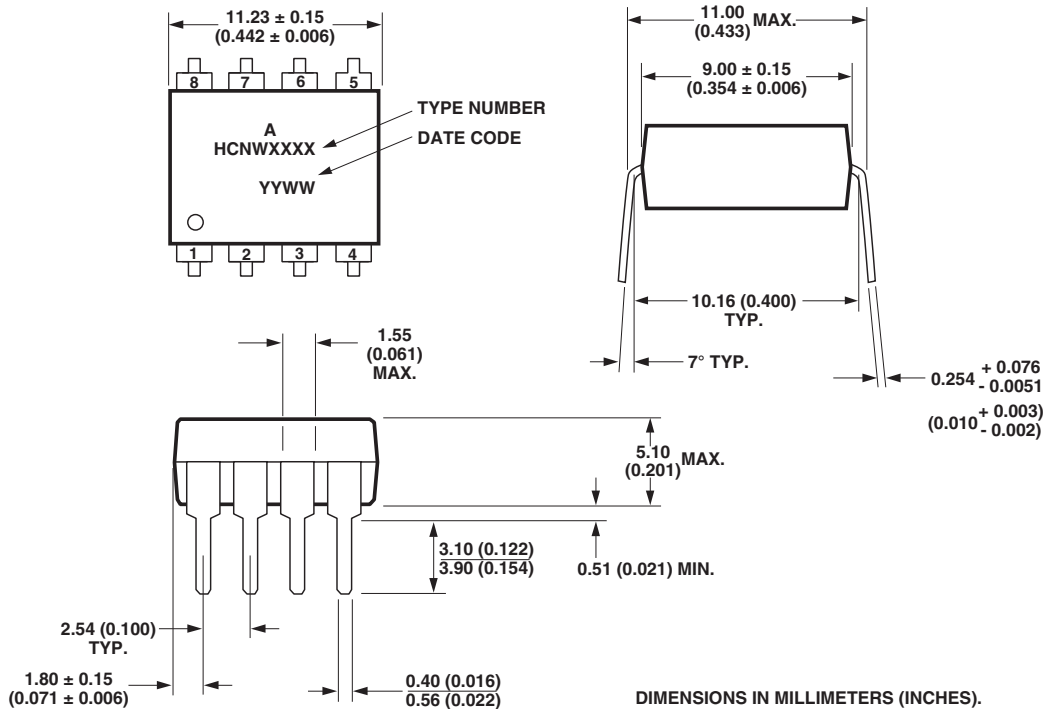 11.23 ± 0.15
(0.442 ± 0.006)
8 7 6 5
A
HCNWXXXX
YYWW
1 2 3 4
TYPE NUMBER
DATE CODE
11.00
(0.433) MAX.
9.00 ± 0.15
(0.354 ± 0.006)
10.16 (0.400)
TYP.
7° TYP.
0.254 + 0.076
- 0.0051
(0.010 + 0.003)
- 0.002)
1.55
(0.061)
MAX.
5.10
(0.201) MAX.
3.10 (0.122)
3.90 (0.154)
0.51 (0.021) MIN.
2.54 (0.100)
TYP.
1.80 ± 0.15
(0.071 ± 0.006)
0.40 (0.016)
0.56 (0.022)
DIMENSIONS IN MILLIMETERS (INCHES).